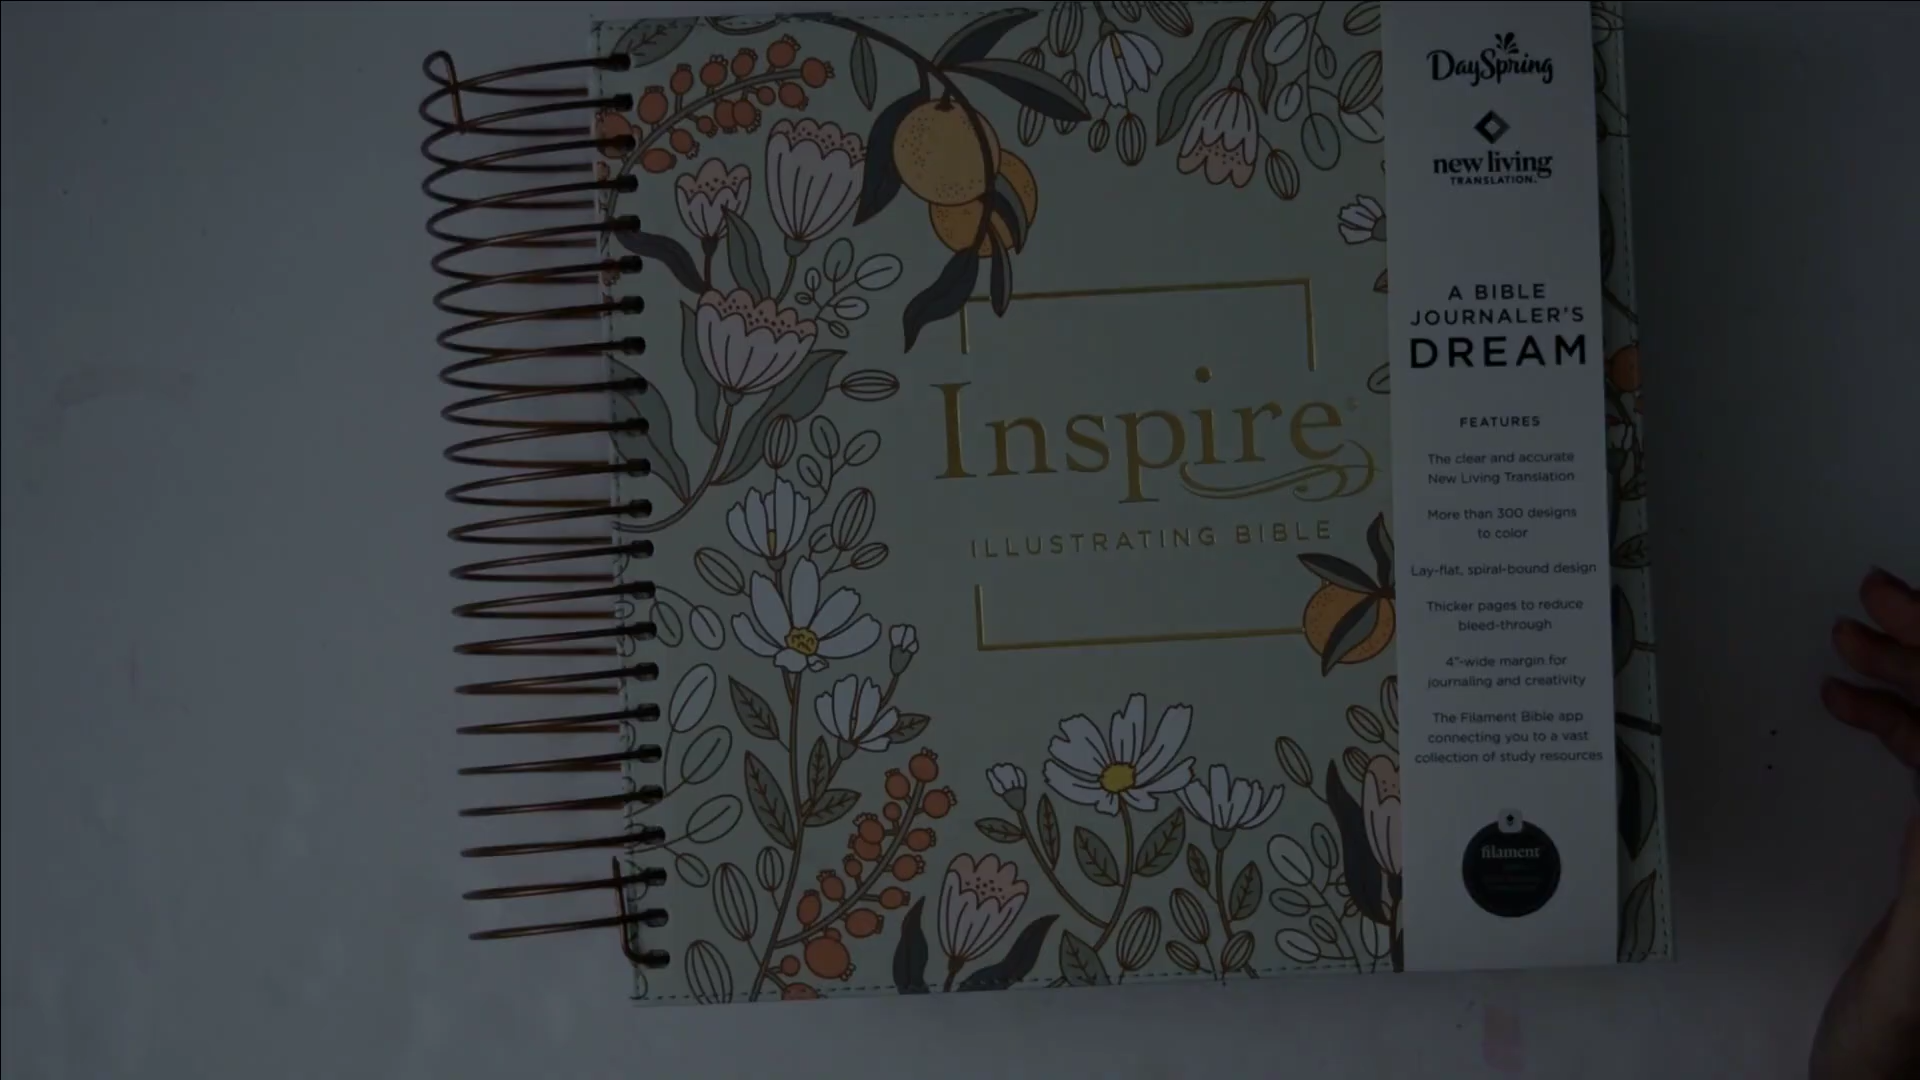 Inspire
ILLUSTRATING BIBLE
DaySpring
new living
TRANSLATION
A BIBLE
JOURNALER'S
DREAM
FEATURES
The clear and accurate
New Living Translation
More than 300 designs
to color
Lay-flat, spiral-bound design
Thicker pages to reduce
bleed-through
4"-wide margin for
journaling and creativity
The Filament Bible app
connecting you to a vast
collection of study resources
filament